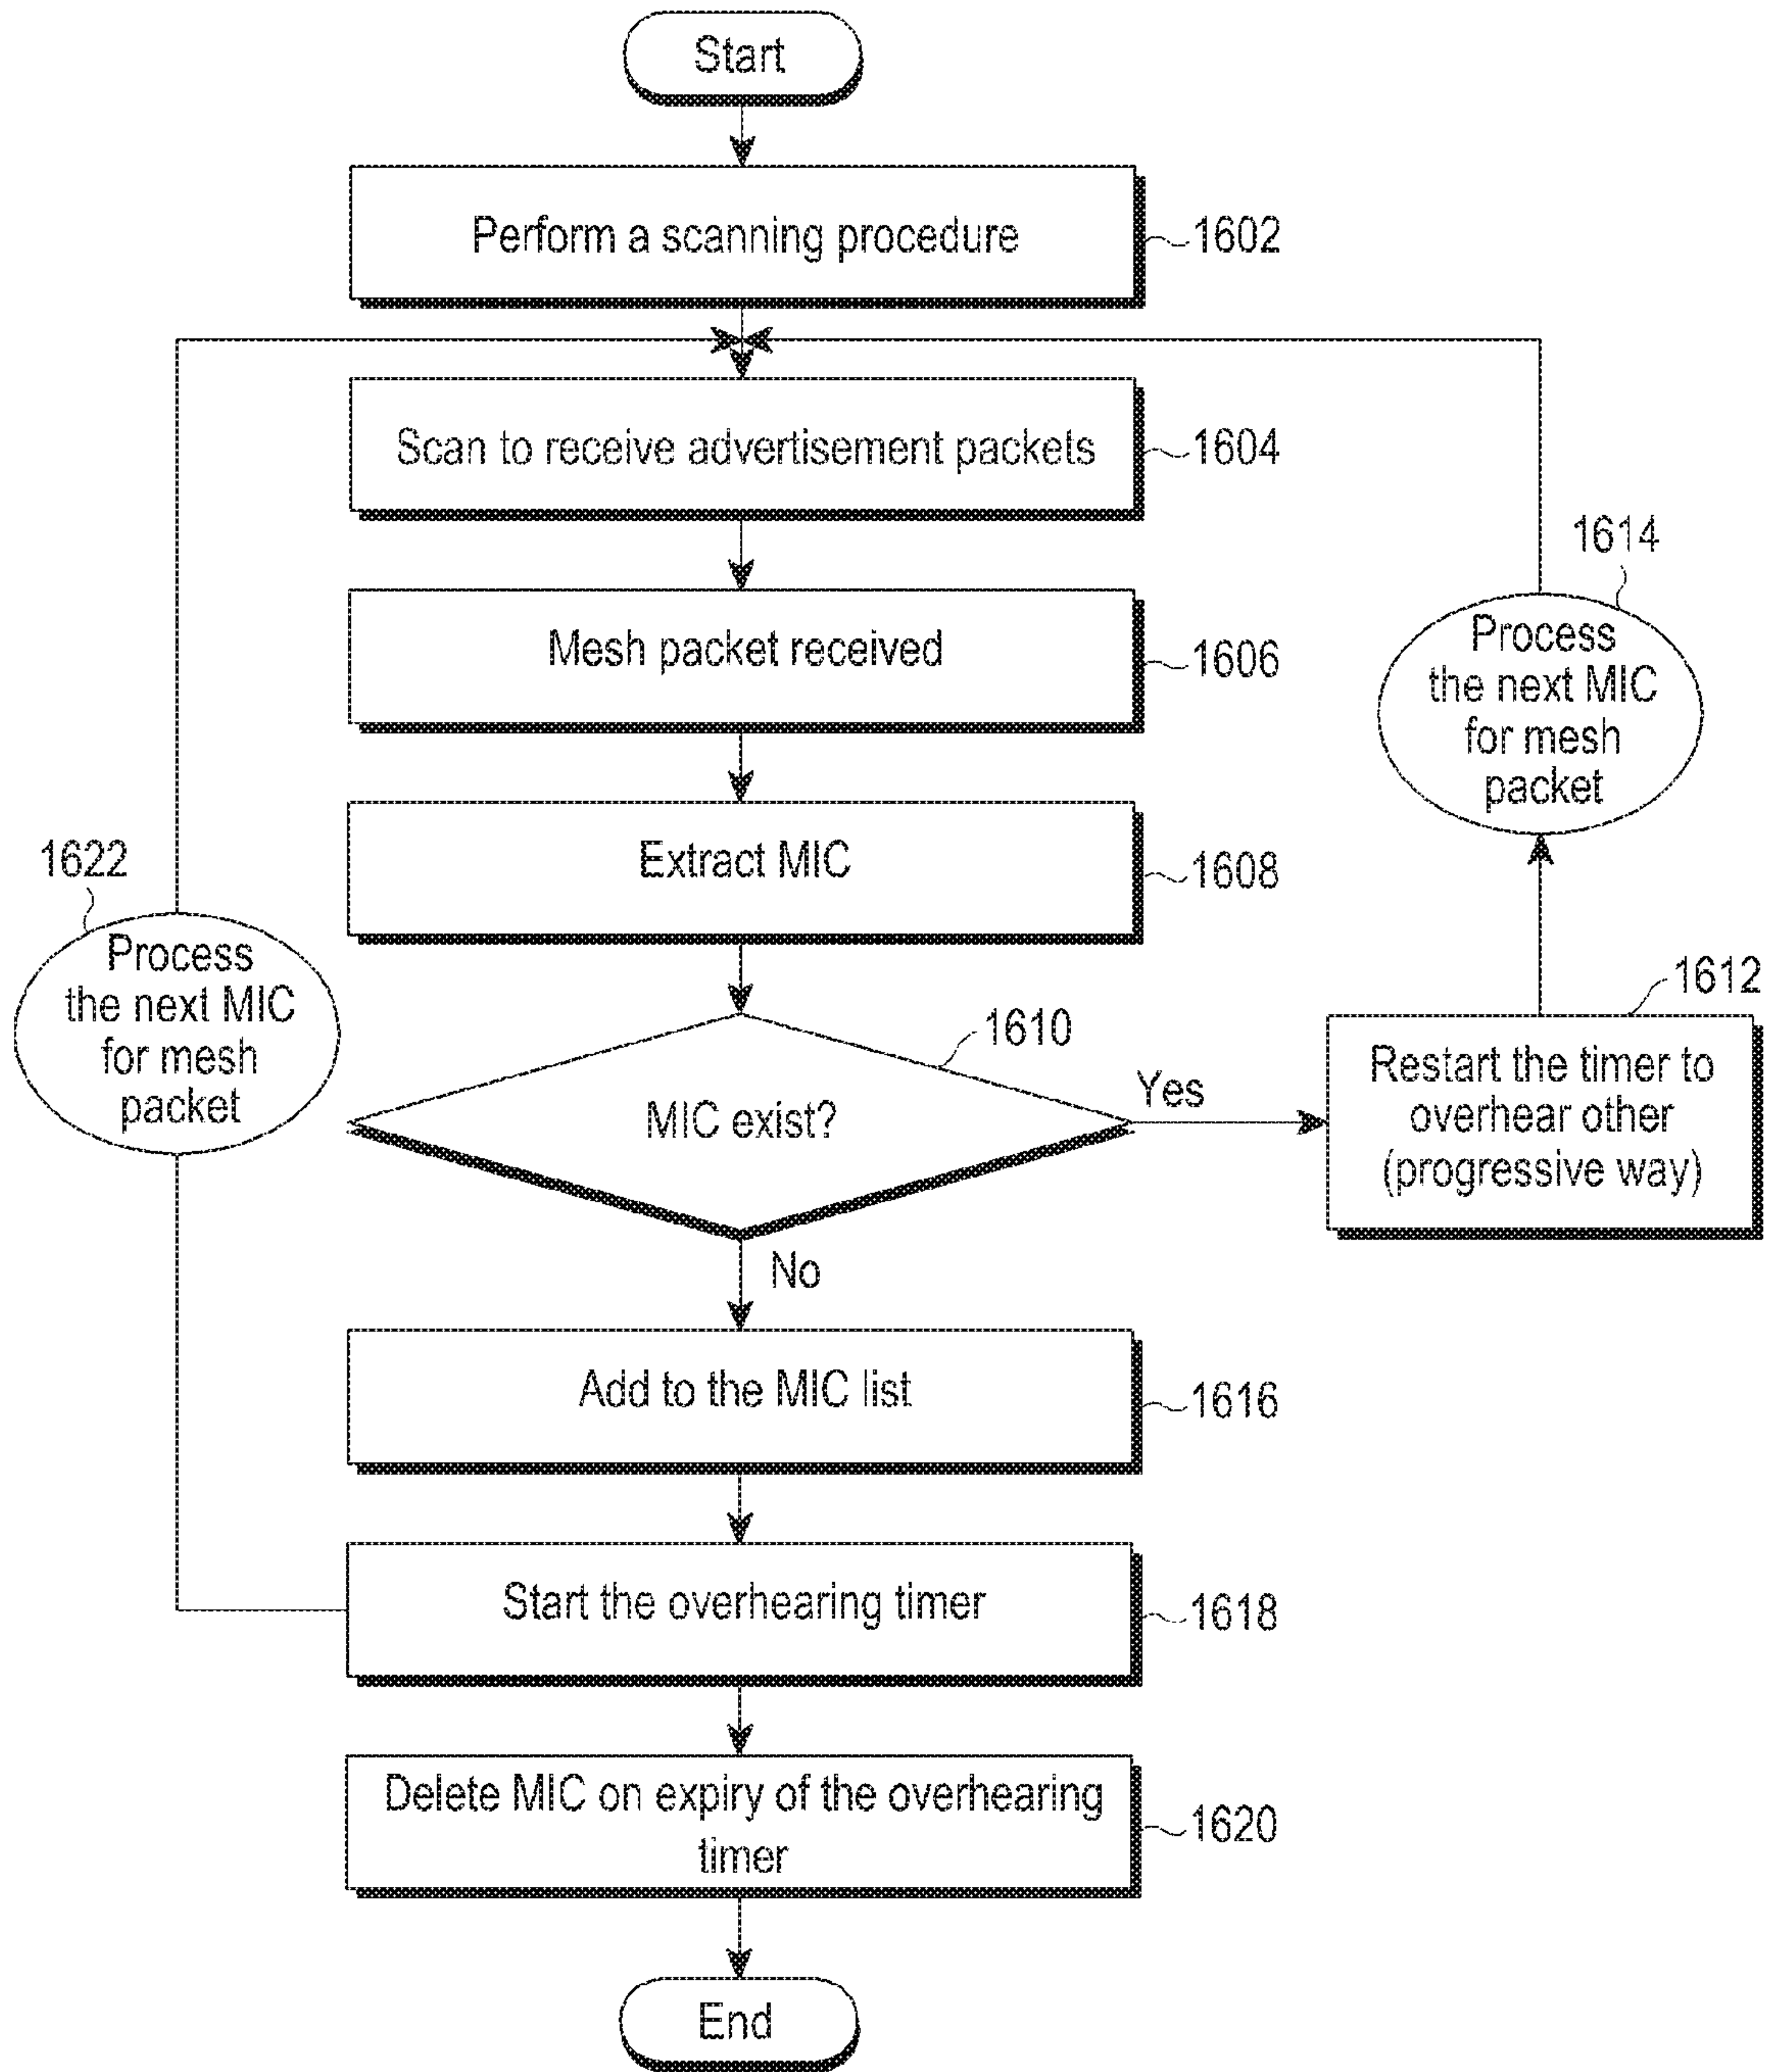 Start
Perform a scanning procedure
1602
Scan to receive advertisement packets
1604
Mesh packet received
1606
Extract MIC
1608
1610
MIC exist?
Yes
No
1612
Restart the timer to
overhear other
(progressive way)
1614
Process
the next MIC
for mesh
packet
Add to the MIC list
1616
Start the overhearing timer
1618
1622
Process
the next MIC
for mesh
packet
Delete MIC on expiry of the overhearing
timer
1620
End